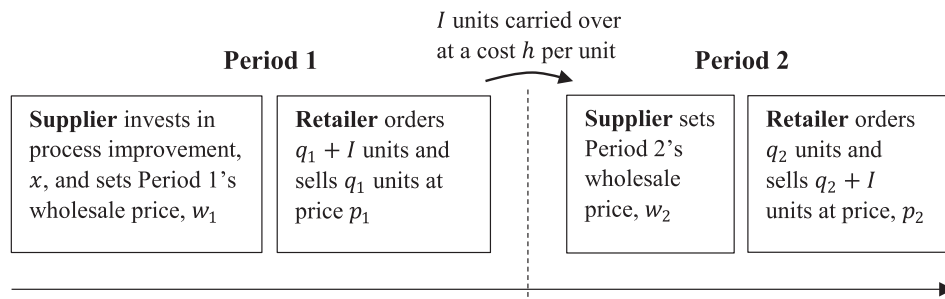 I units carried over
at a cost h per unit
Period 1
Period 2
Supplier invests in
process improvement,
x, and sets Period 1's
wholesale price, w₁
Retailer orders
q₁ + I units and
sells q₁ units at
price p₁
Supplier sets
Period 2's
wholesale
price, w₂
Retailer orders
q₂ units and
sells q₂ + I
units at price, p₂